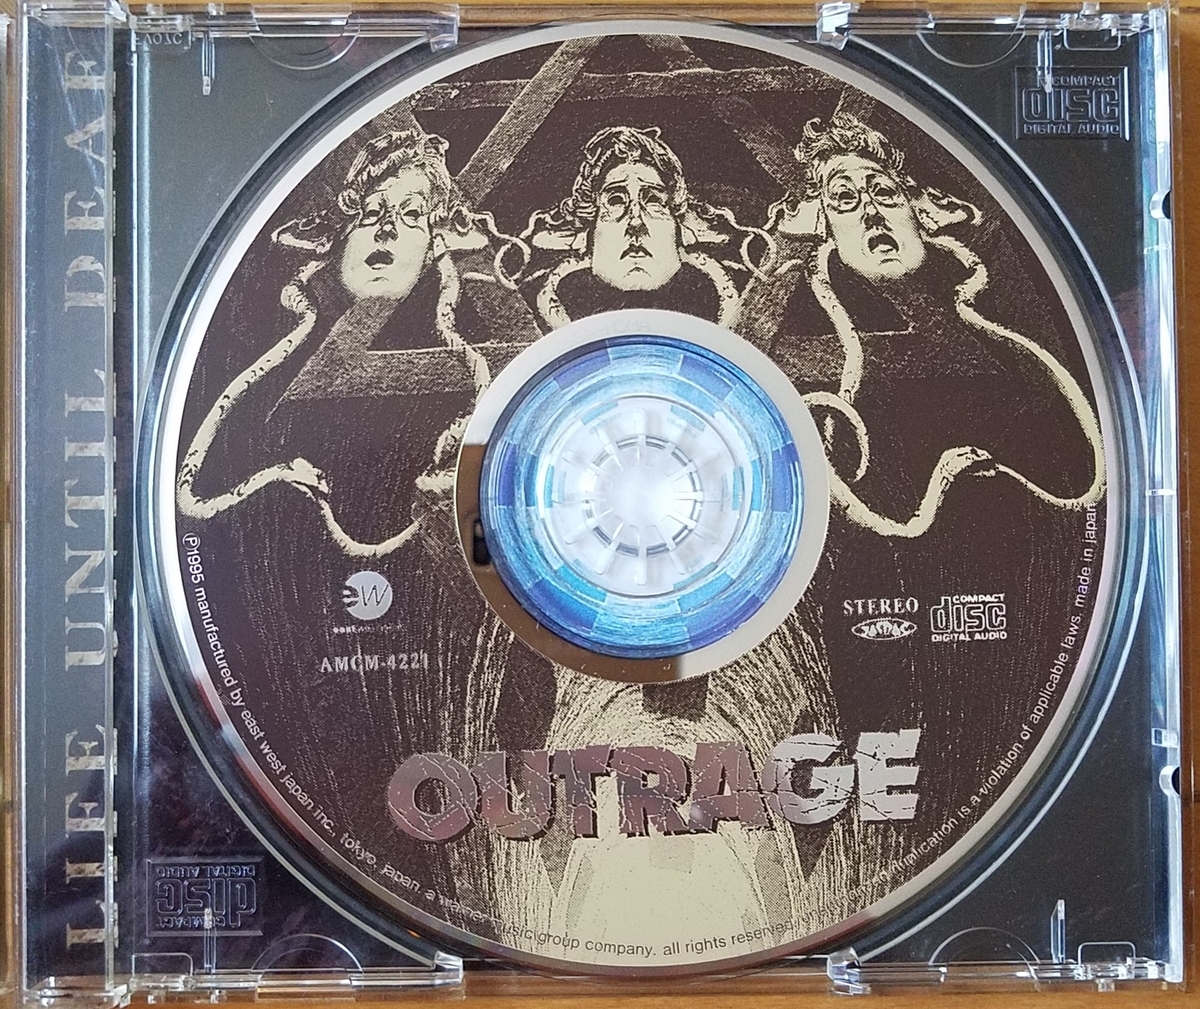 LIFE UNTIL DEAF
COMPACT
disc
DIGITAL AUDIO
ew
AMCM-4221
STEREO
JASRAC
COMPACT
disc
DIGITAL AUDIO
OUTRAGE
℗1995 manufactured by east west japan inc. tokyo, japan a warner music group company. all rights reserved. duplication is a violation of applicable laws. made in japan
COMPACT
disc
DIGITAL AUDIO